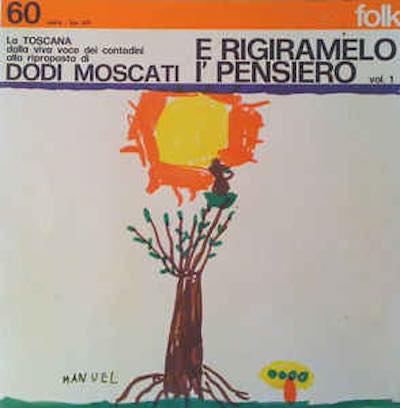 60
folk
La TOSCANA
dalla viva voce dei contadini
alla riproposta di
DODI MOSCATI
E RIGIRAMELO
I' PENSIERO
vol. 1
MANUEL